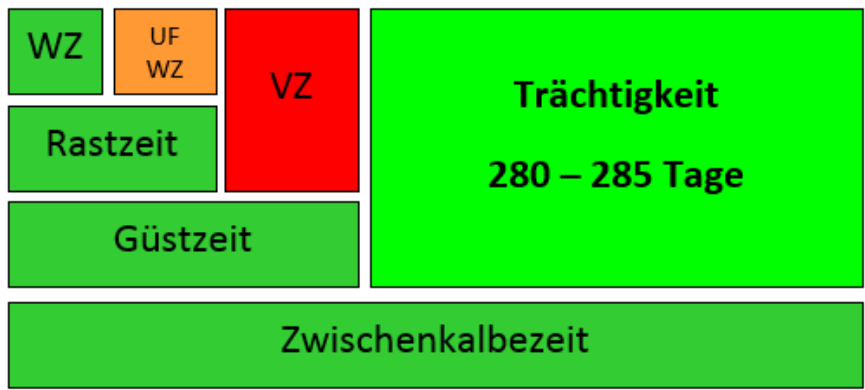 WZ
UF
WZ
VZ
Trächtigkeit
280 – 285 Tage
Rastzeit
Güstzeit
Zwischenkalbezeit